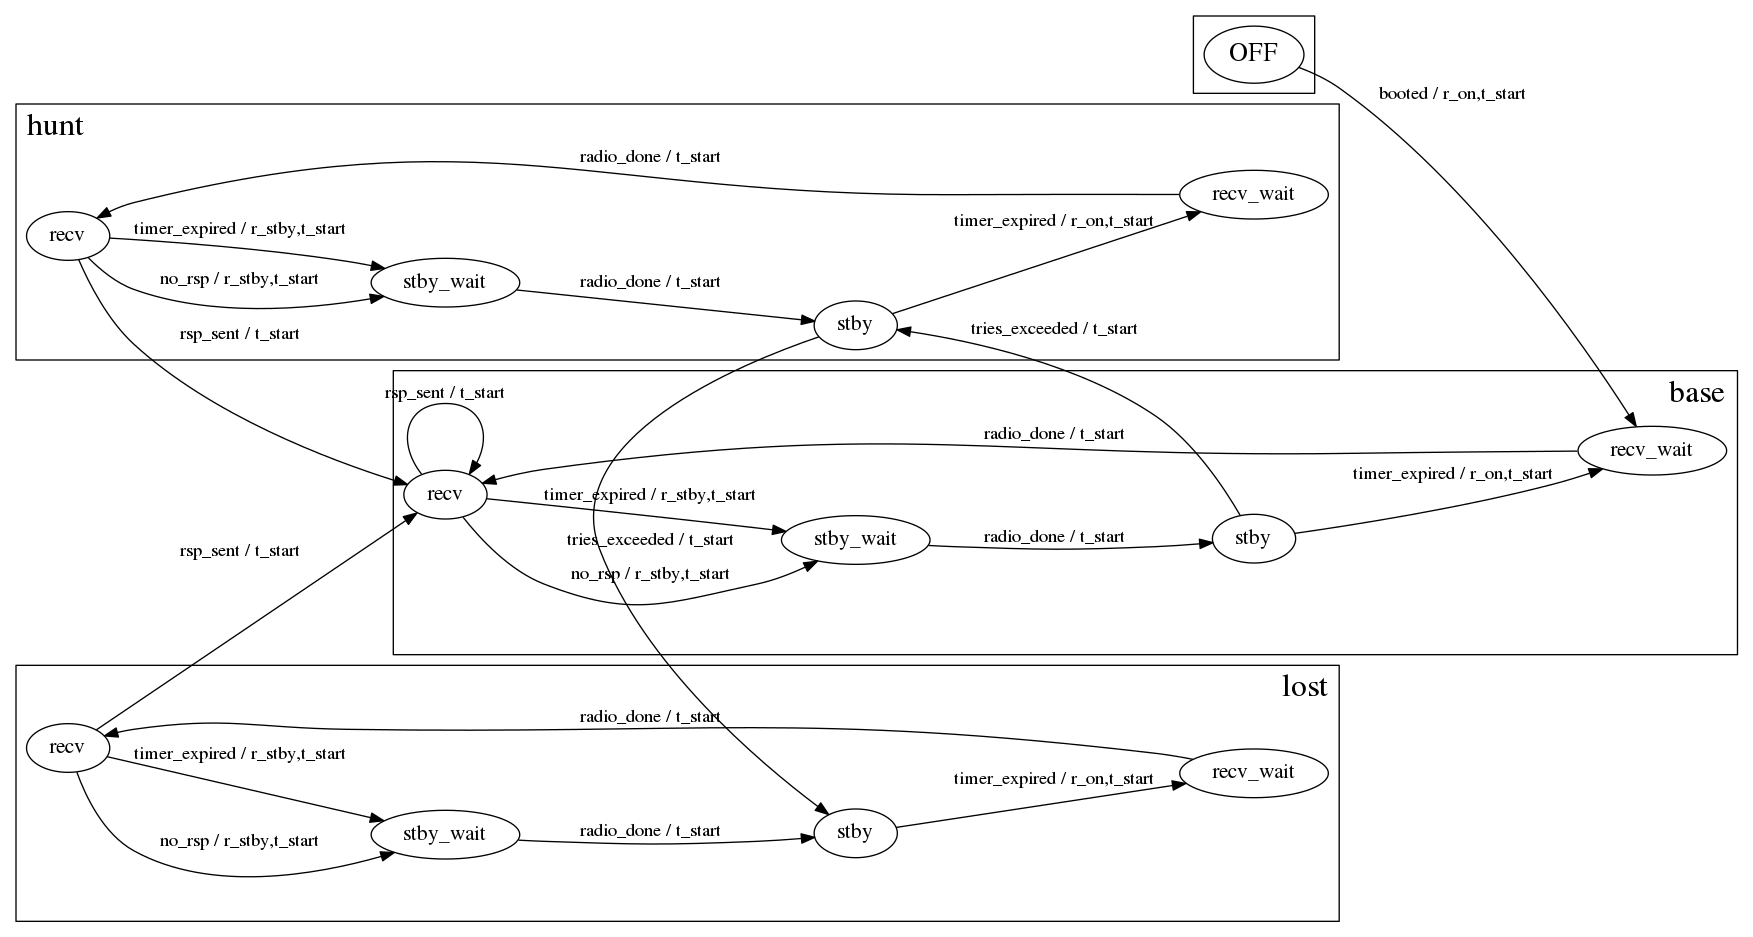 OFF
booted / r_on,t_start
hunt
radio_done / t_start
recv_wait
timer_expired / r_on,t_start
recv
timer_expired / r_stby,t_start
no_rsp / r_stby,t_start
stby_wait
radio_done / t_start
stby
rsp_sent / t_start
tries_exceeded / t_start
base
rsp_sent / t_start
radio_done / t_start
recv_wait
timer_expired / r_on,t_start
recv
timer_expired / r_stby,t_start
tries_exceeded / t_start
stby_wait
radio_done / t_start
stby
rsp_sent / t_start
no_rsp / r_stby,t_start
lost
radio_done / t_start
recv
timer_expired / r_stby,t_start
recv_wait
timer_expired / r_on,t_start
no_rsp / r_stby,t_start
stby_wait
radio_done / t_start
stby